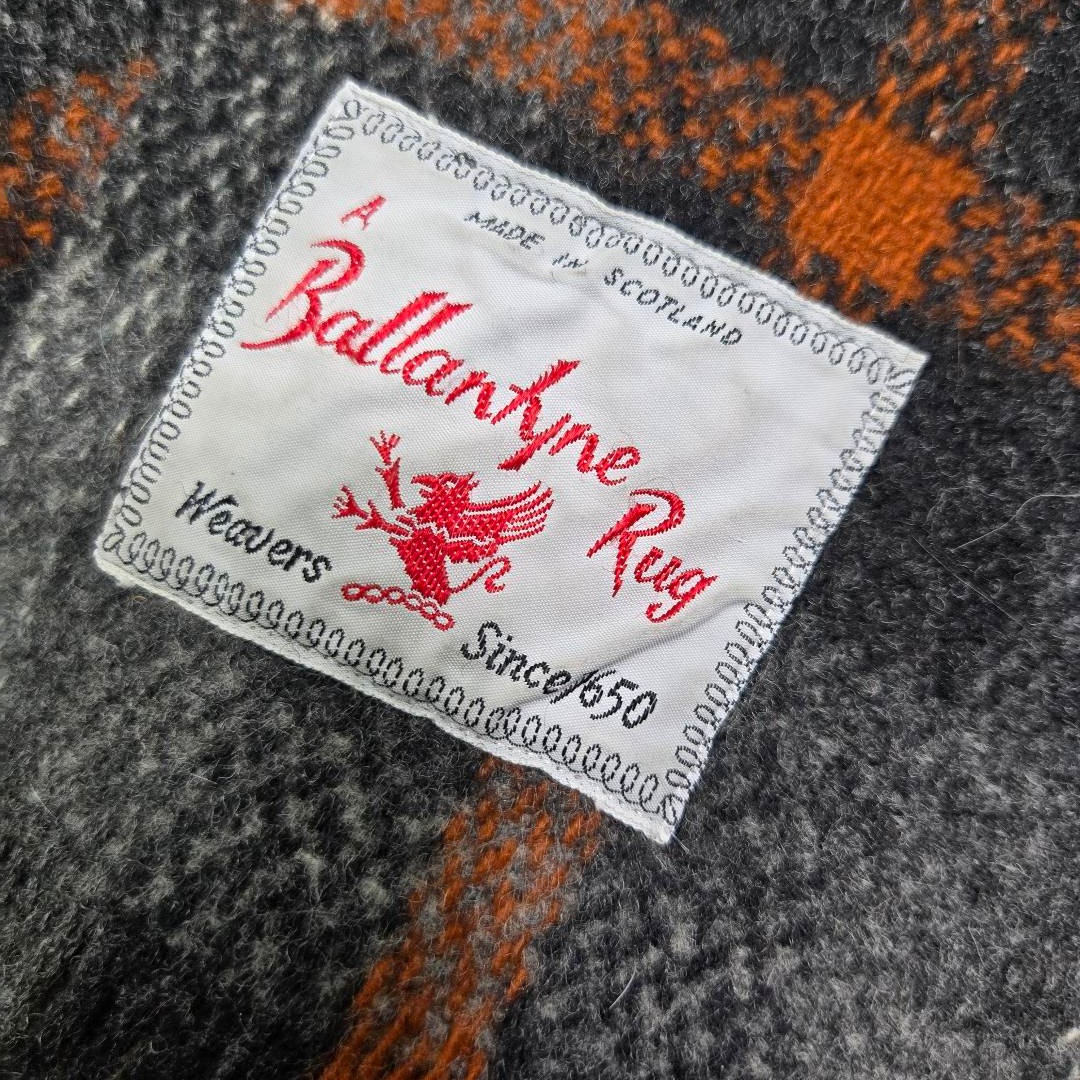 MADE IN SCOTLAND
A
Ballantyne Rug
Weavers Since 1650